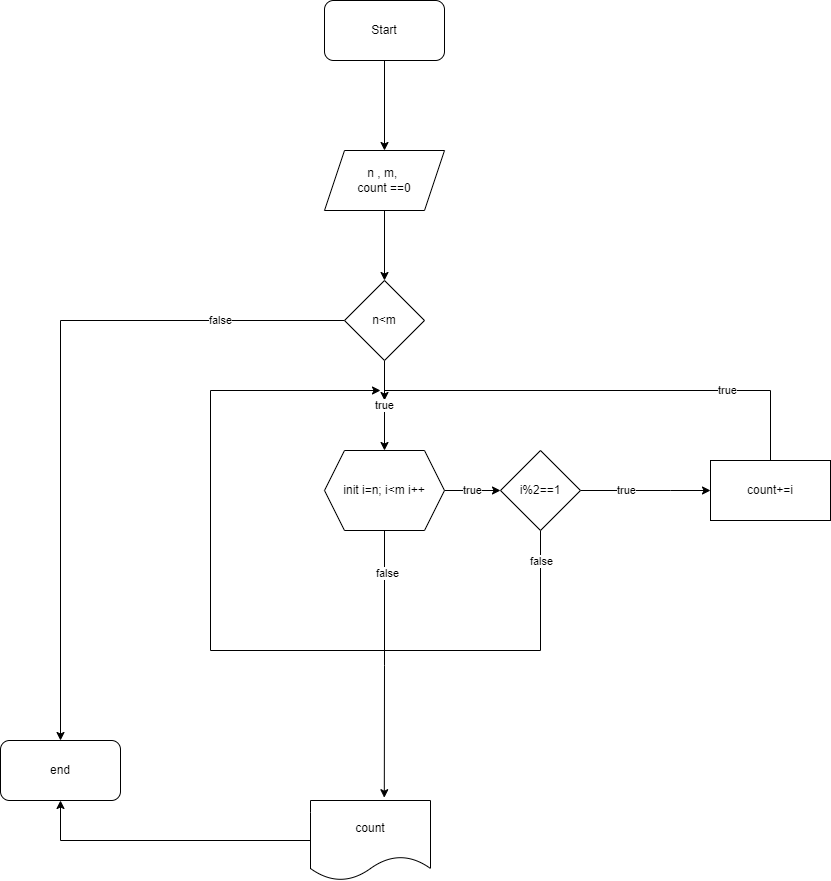 Start
n , m,
count ==0
n<m
false
true
true
init i=n; i<m i++
true
i%2==1
true
count+=i
false
false
end
count